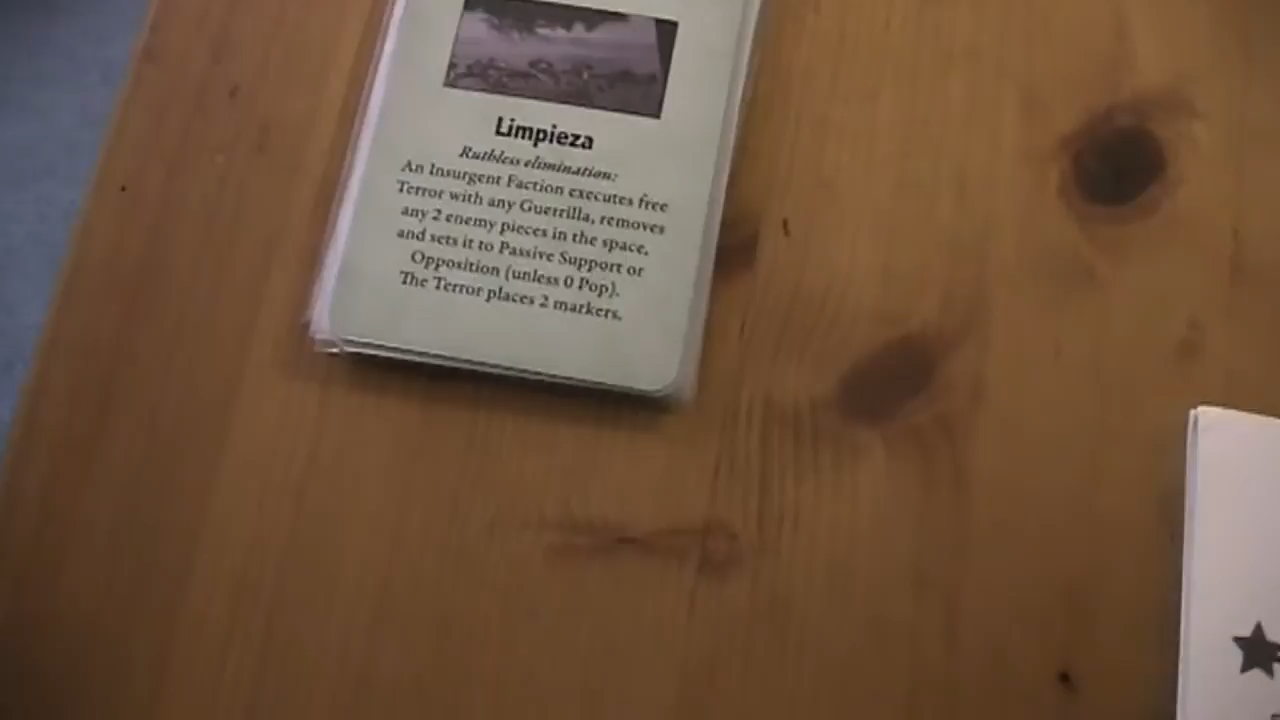 Limpieza
Ruthless elimination:
An Insurgent Faction executes free
Terror with any Guerrilla, removes
any 2 enemy pieces in the space,
and sets it to Passive Support or
Opposition (unless 0 Pop).
The Terror places 2 markers.